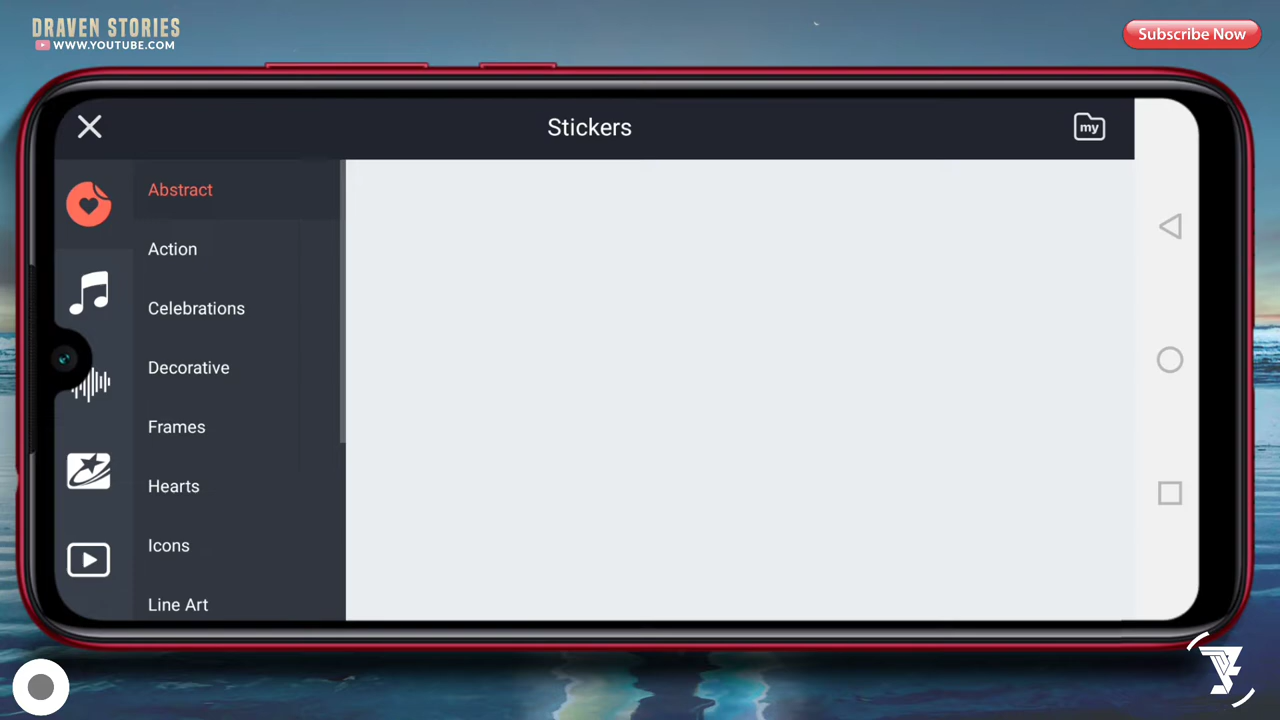 DRAVEN STORIES
WWW.YOUTUBE.COM
Subscribe Now
Stickers
my
Abstract
Action
Celebrations
Decorative
Frames
Hearts
Icons
Line Art